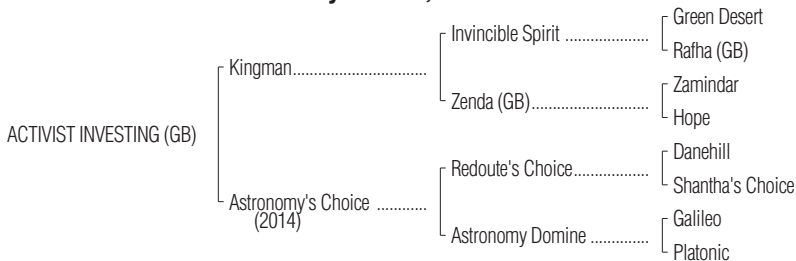 Green Desert
Invincible Spirit ....................
Rafha (GB)
Kingman................................
Zamindar
Zenda (GB)............................
Hope
ACTIVIST INVESTING (GB)
Danehill
Redoute's Choice..................
Shantha's Choice
Astronomy's Choice ............
(2014)
Galileo
Astronomy Domine ..............
Platonic